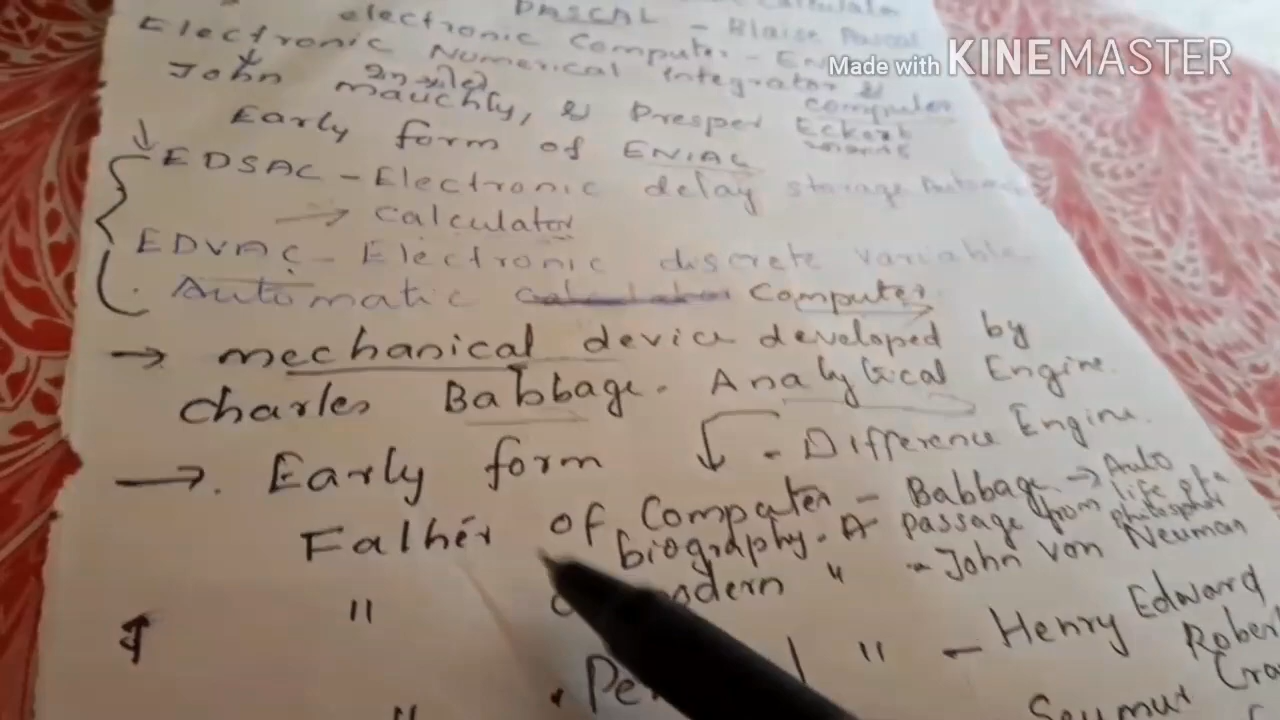 PASCAL - Blaise Pascal
electronic Computer -
Made with KINEMASTER
Electronic Numerical Integrator &
computer
John mauchly, & Presper Eckert
Early form of ENIAC
EDSAC - Electronic delay storage
→ calculator
EDVAC - Electronic discrete variable
Automatic Computer
→ mechanical device developed by
charles Babbage. Analytical Engine.
- Difference Engine.
→. Early form
Father of Computer - Babbage → Auto
biography. A passage from life of a
philosopher
" modern " - John von Neuman
" - Henry Edward
Rober
Seymur Cra